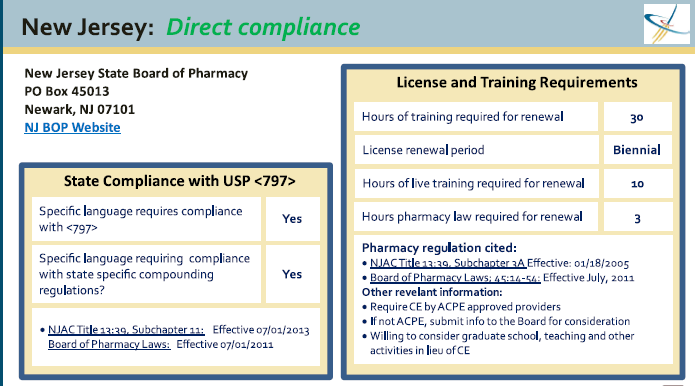 New Jersey: Direct compliance
New Jersey State Board of Pharmacy
PO Box 45013
Newark, NJ 07101
NJ BOP Website
State Compliance with USP <797>
Specific language requires compliance
with <797>
Yes
Specific language requiring compliance
with state specific compounding
regulations?
Yes
• NJAC Title 13:39, Subchapter 11: Effective 07/01/2013
Board of Pharmacy Laws: Effective 07/01/2011
License and Training Requirements
Hours of training required for renewal 30
License renewal period Biennial
Hours of live training required for renewal 10
Hours pharmacy law required for renewal 3
Pharmacy regulation cited:
• NJAC Title 13:39, Subchapter 3A Effective: 01/18/2005
• Board of Pharmacy Laws; 45:14-54: Effective July, 2011
Other revelant information:
• Require CE by ACPE approved providers
• If not ACPE, submit info to the Board for consideration
• Willing to consider graduate school, teaching and other
activities in lieu of CE